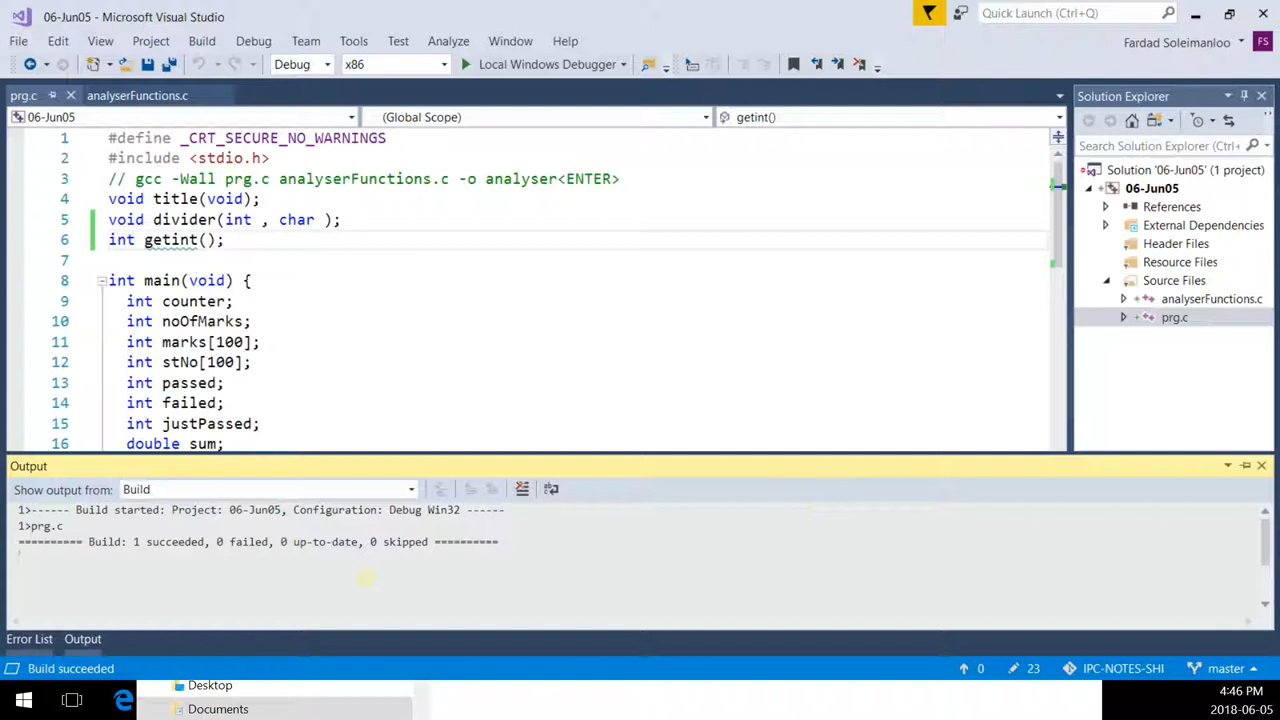 06-Jun05 - Microsoft Visual Studio
Quick Launch (Ctrl+Q)
File Edit View Project Build Debug Team Tools Test Analyze Window Help
Fardad Soleimanloo FS
Debug x86 Local Windows Debugger
prg.c analyserFunctions.c
06-Jun05 (Global Scope) getint()
1 #define _CRT_SECURE_NO_WARNINGS
2 #include <stdio.h>
3 // gcc -Wall prg.c analyserFunctions.c -o analyser<ENTER>
4 void title(void);
5 void divider(int , char );
6 int getint();
7
8 int main(void) {
9 int counter;
10 int noOfMarks;
11 int marks[100];
12 int stNo[100];
13 int passed;
14 int failed;
15 int justPassed;
16 double sum;
Solution Explorer
Search Solution Explorer (Ctrl+
Solution '06-Jun05' (1 project)
06-Jun05
References
External Dependencies
Header Files
Resource Files
Source Files
analyserFunctions.c
prg.c
Output
Show output from: Build
1>------ Build started: Project: 06-Jun05, Configuration: Debug Win32 ------
1>prg.c
========== Build: 1 succeeded, 0 failed, 0 up-to-date, 0 skipped ==========
Error List Output
Build succeeded 0 23 IPC-NOTES-SHI master
Desktop
Documents
4:46 PM
2018-06-05